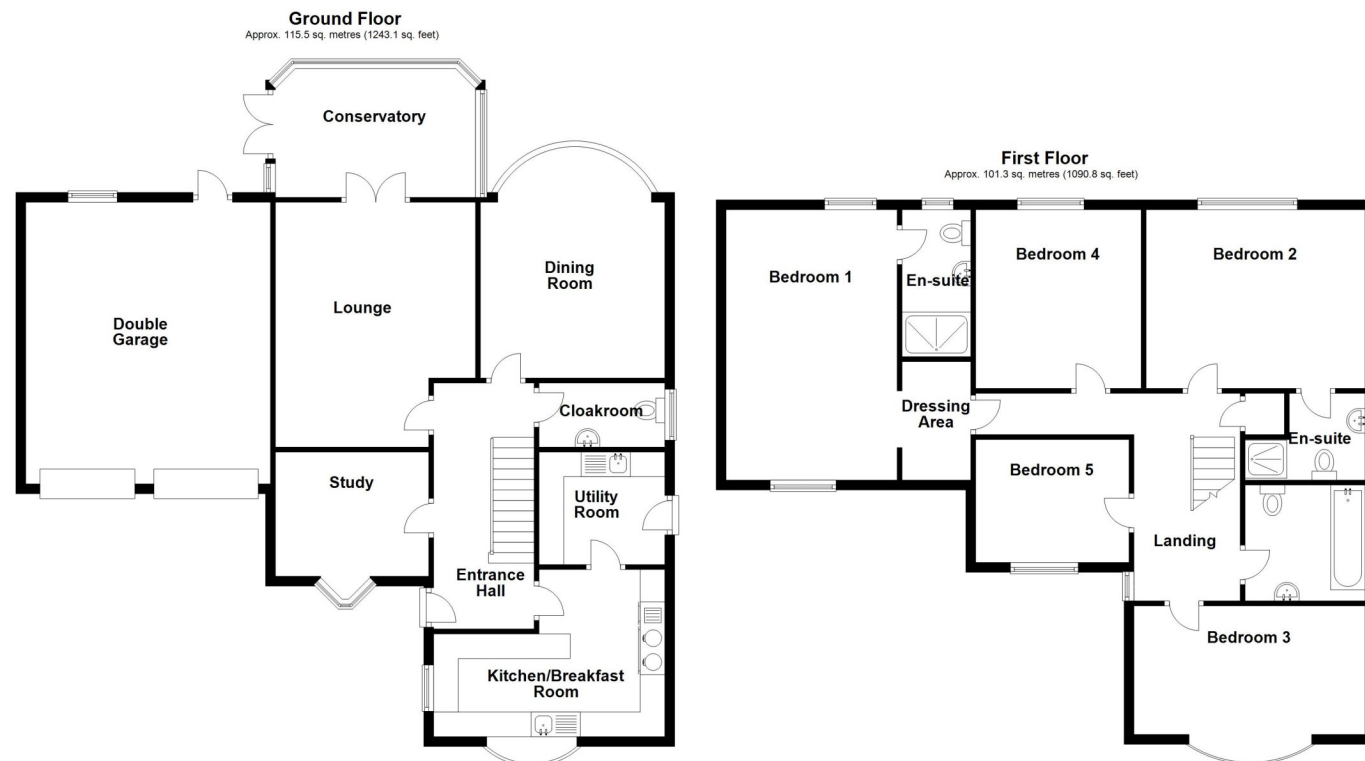 Ground Floor
Approx. 115.5 sq. metres (1243.1 sq. feet)
Conservatory
Dining
Room
Lounge
Double
Garage
Cloakroom
Study
Utility
Room
Entrance
Hall
Kitchen/Breakfast
Room
First Floor
Approx. 101.3 sq. metres (1090.8 sq. feet)
Bedroom 1
En-suite
Bedroom 4
Bedroom 2
Dressing
Area
En-suite
Bedroom 5
Landing
Bedroom 3